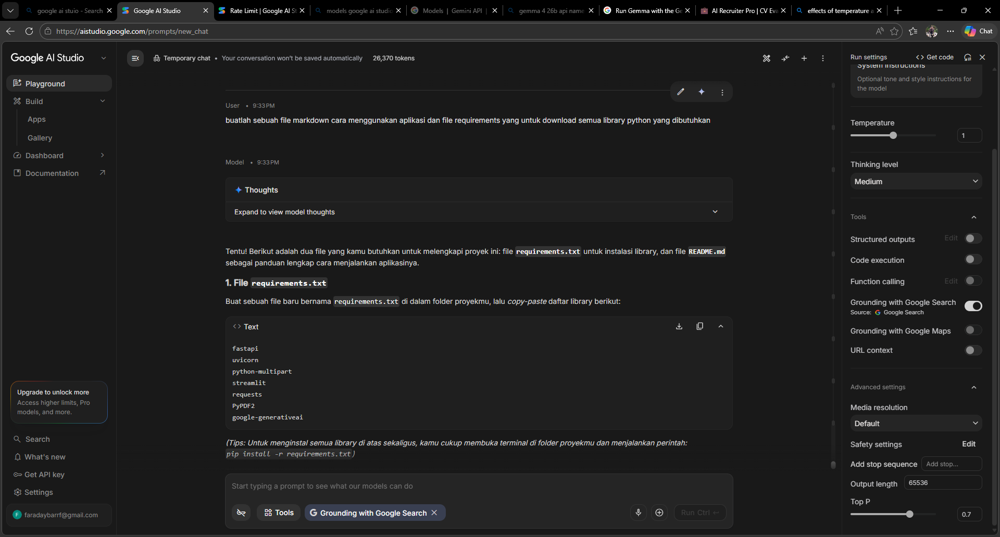 google ai stuio - Search
Google AI Studio
Rate Limit | Google AI St
models google ai studio
Models | Gemini API |
gemma 4 26b api name
Run Gemma with the Ge
AI Recruiter Pro | CV Eva
effects of temperature a
https://aistudio.google.com/prompts/new_chat
Chat
Google AI Studio
Playground
Build
Apps
Gallery
Dashboard
Documentation
Upgrade to unlock more
Access higher limits, Pro
models, and more.
Search
What's new
Get API key
Settings
F faradaybarrf@gmail.com
Temporary chat • Your conversation won't be saved automatically 26,370 tokens
User • 9:33 PM
buatlah sebuah file markdown cara menggunakan aplikasi dan file requirements yang untuk download semua library python yang dibutuhkan
Model • 9:33 PM
Thoughts
Expand to view model thoughts
Tentu! Berikut adalah dua file yang kamu butuhkan untuk melengkapi proyek ini: file requirements.txt untuk instalasi library, dan file README.md
sebagai panduan lengkap cara menjalankan aplikasinya.
1. File requirements.txt
Buat sebuah file baru bernama requirements.txt di dalam folder proyekmu, lalu copy-paste daftar library berikut:
<> Text
fastapi
uvicorn
python-multipart
streamlit
requests
PyPDF2
google-generativeai
(Tips: Untuk menginstal semua library di atas sekaligus, kamu cukup membuka terminal di folder proyekmu dan menjalankan perintah:
pip install -r requirements.txt)
Start typing a prompt to see what our models can do
Tools
Grounding with Google Search
Run Ctrl ↵
Run settings
<> Get code
System instructions
Optional tone and style instructions for
the model
Temperature
1
Thinking level
Medium
Tools
Structured outputs Edit
Code execution
Function calling Edit
Grounding with Google Search
Source: G Google Search
Grounding with Google Maps
URL context
Advanced settings
Media resolution
Default
Safety settings Edit
Add stop sequence Add stop...
Output length 65536
Top P
0.7